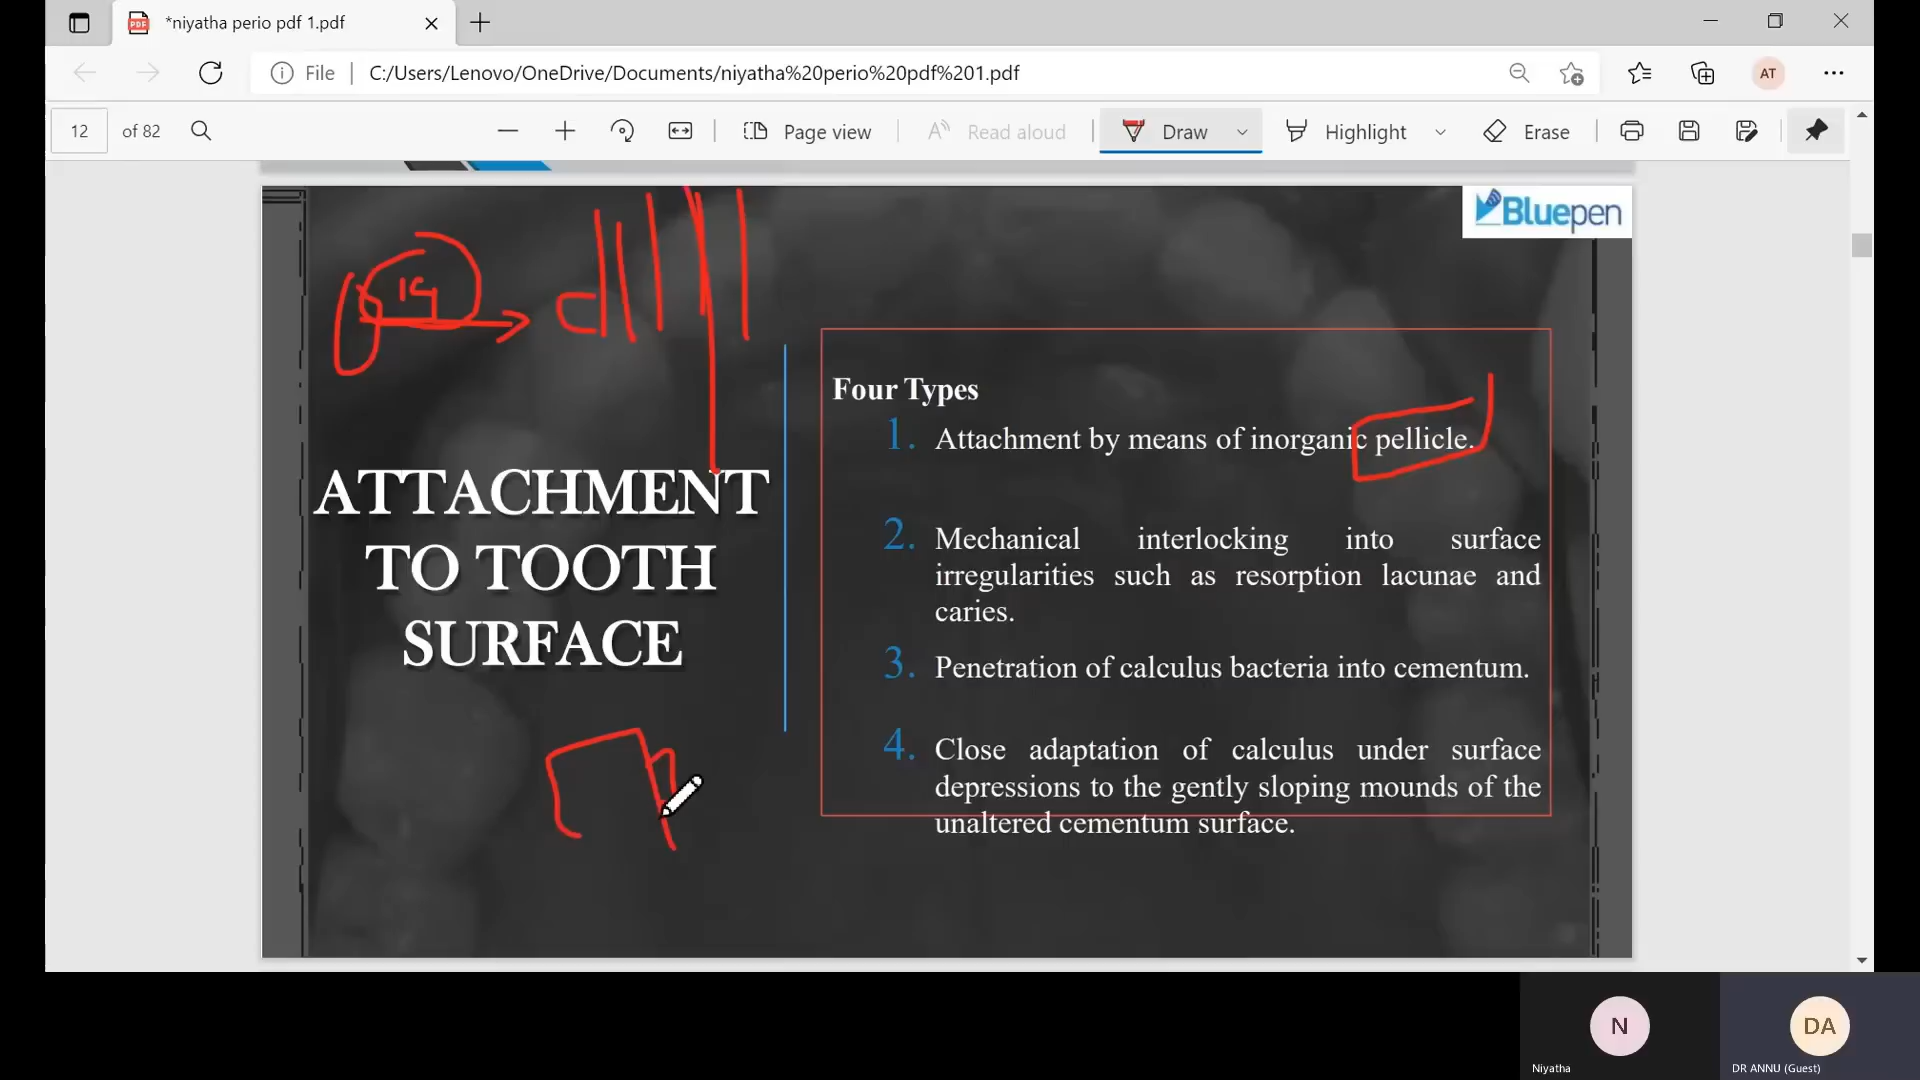 *niyatha perio pdf 1.pdf
File
C:/Users/Lenovo/OneDrive/Documents/niyatha%20perio%20pdf%201.pdf
AT
12 of 82
Page view
Read aloud
Draw
Highlight
Erase
Bluepen
ATTACHMENT
TO TOOTH
SURFACE
Four Types
1. Attachment by means of inorganic pellicle.
2. Mechanical interlocking into surface
irregularities such as resorption lacunae and
caries.
3. Penetration of calculus bacteria into cementum.
4. Close adaptation of calculus under surface
depressions to the gently sloping mounds of the
unaltered cementum surface.
N
Niyatha
DA
DR ANNU (Guest)